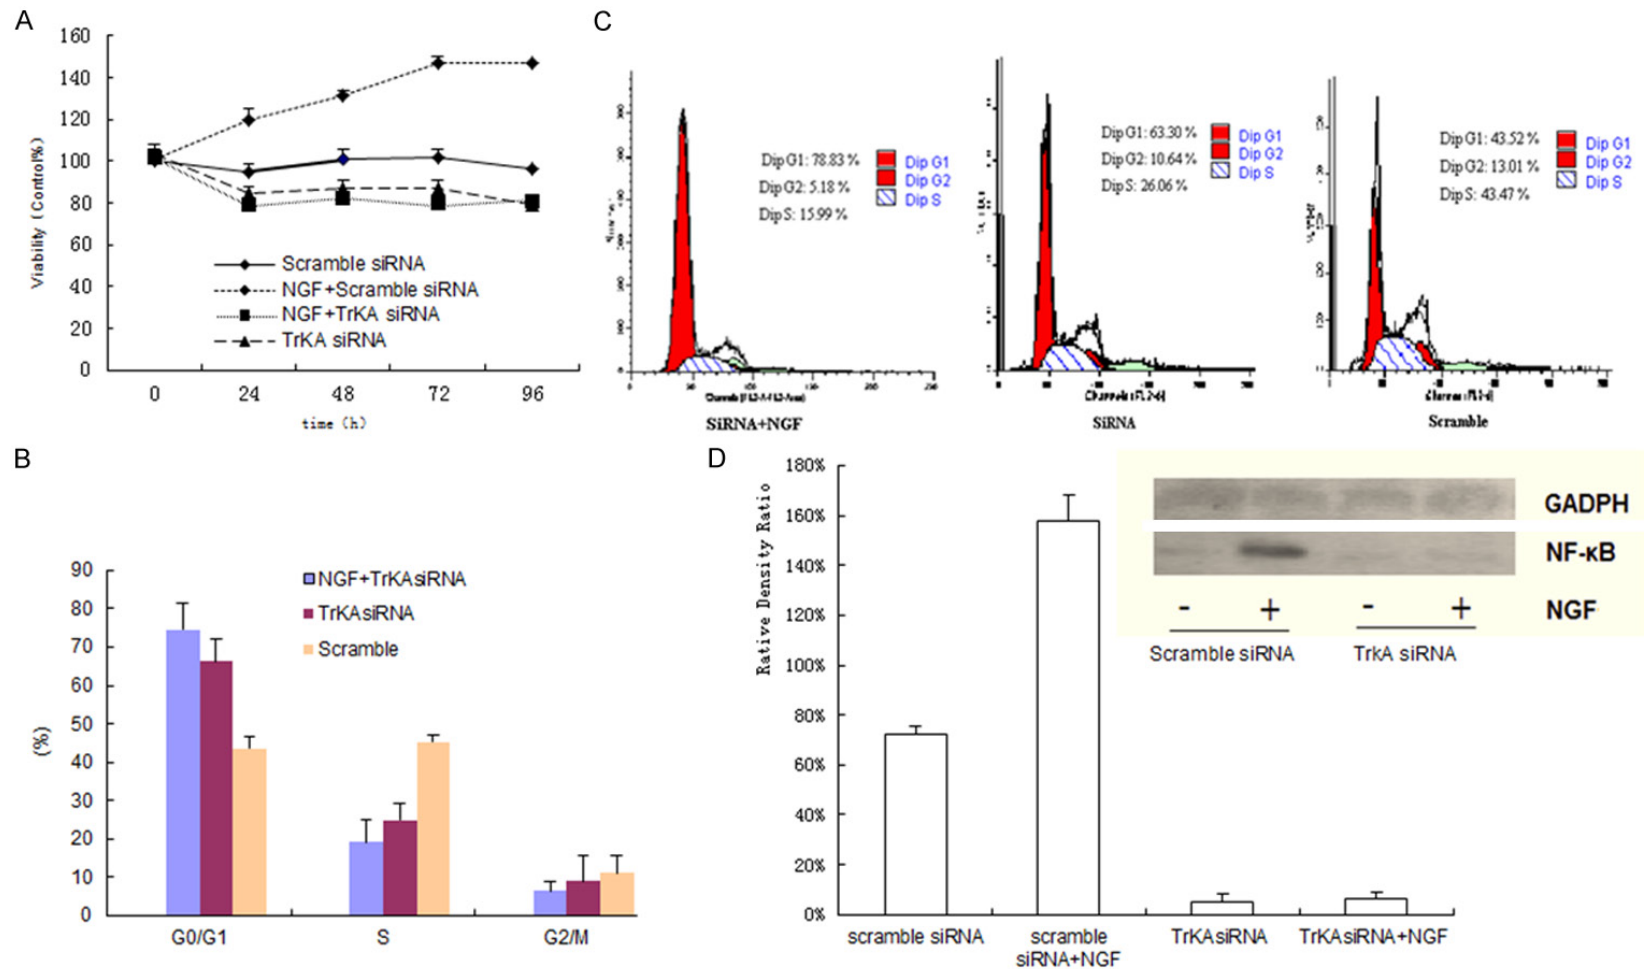 A
160
140
120
100
80
60
40
20
0
Viability (Control%)
Scramble siRNA
NGF+Scramble siRNA
NGF+TrKA siRNA
TrKA siRNA
0 24 48 72 96
time (h)
C
Dip G1: 78.83 %
Dip G2: 5.18 %
Dip S: 15.99 %
Dip G1
Dip G2
Dip S
SiRNA+NGF
Dip G1: 63.30 %
Dip G2: 10.64 %
Dip S: 26.06 %
Dip G1
Dip G2
Dip S
SiRNA
Dip G1: 43.52 %
Dip G2: 13.01 %
Dip S: 43.47 %
Dip G1
Dip G2
Dip S
Scramble
B
90
80
70
60
50
40
30
20
10
0
(%)
NGF+TrKAsiRNA
TrKAsiRNA
Scramble
G0/G1 S G2/M
D
180%
160%
140%
120%
100%
80%
60%
40%
20%
0%
Rative Density Ratio
GADPH
NF-κB
- + - + NGF
Scramble siRNA TrkA siRNA
scramble siRNA scramble siRNA+NGF TrKAsiRNA TrKAsiRNA+NGF